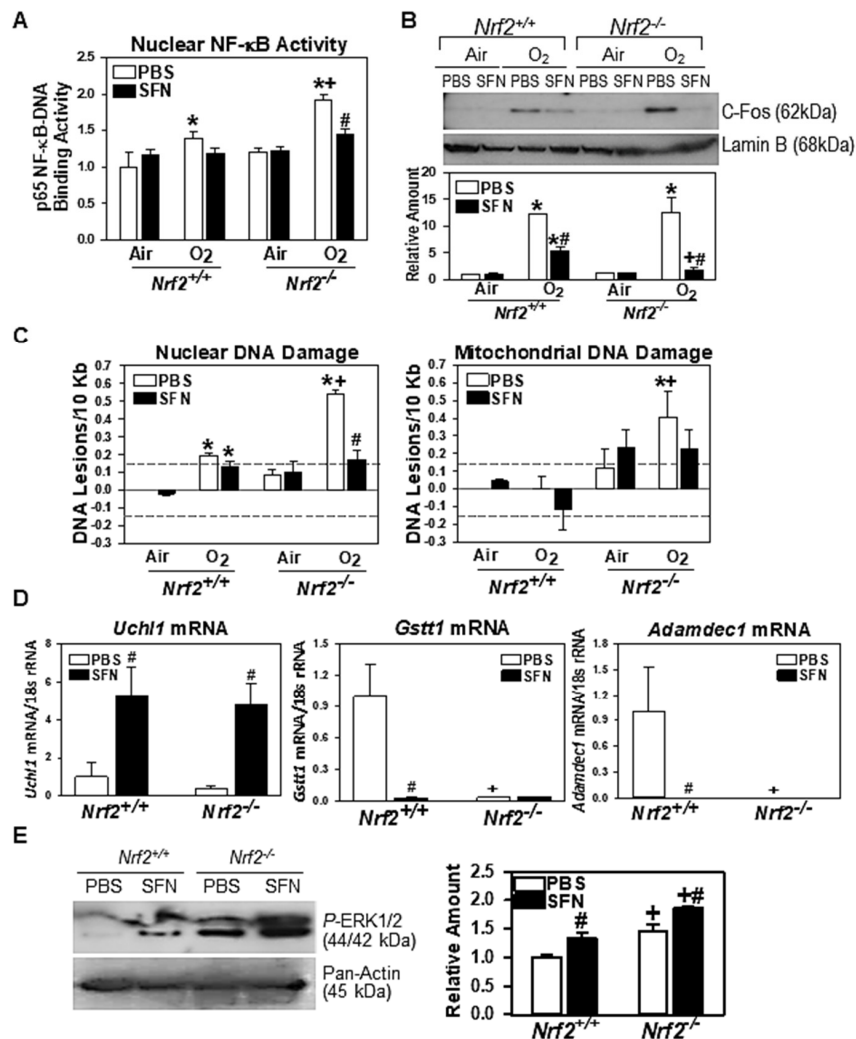 A
Nuclear NF-κB Activity
p65 NF-κB-DNA
Binding Activity
2.5
2.0
1.5
1.0
0.5
0.0
PBS
SFN
*
*+
#
Air O2 Air O2
Nrf2+/+ Nrf2-/-
B
Nrf2+/+ Nrf2-/-
Air O2 Air O2
PBS SFN PBS SFN PBS SFN PBS SFN
C-Fos (62kDa)
Lamin B (68kDa)
Relative Amount
20
15
10
5
0
PBS
SFN
*
*#
*
+#
Air O2 Air O2
Nrf2+/+ Nrf2-/-
C
Nuclear DNA Damage
DNA Lesions/10 Kb
0.7
0.6
0.5
0.4
0.3
0.2
0.1
0.0
-0.1
-0.2
-0.3
PBS
SFN
* *
*+
#
Air O2 Air O2
Nrf2+/+ Nrf2-/-
Mitochondrial DNA Damage
DNA Lesions/10 Kb
0.7
0.6
0.5
0.4
0.3
0.2
0.1
0.0
-0.1
-0.2
-0.3
PBS
SFN
*+
Air O2 Air O2
Nrf2+/+ Nrf2-/-
D
Uchl1 mRNA
Uchl1 mRNA/18s rRNA
8
6
4
2
0
PBS
SFN
# #
Nrf2+/+ Nrf2-/-
Gstt1 mRNA
Gstt1 mRNA/18s rRNA
1.5
1.2
0.9
0.6
0.3
0.0
PBS
SFN
# +
Nrf2+/+ Nrf2-/-
Adamdec1 mRNA
Adamdec1 mRNA/18s rRNA
1.8
1.5
1.2
0.9
0.6
0.3
0.0
PBS
SFN
# +
Nrf2+/+ Nrf2-/-
E
Nrf2+/+ Nrf2-/-
PBS SFN PBS SFN
P-ERK1/2
(44/42 kDa)
Pan-Actin
(45 kDa)
Relative Amount
2.5
2.0
1.5
1.0
0.5
0.0
PBS
SFN
# + +#
Nrf2+/+ Nrf2-/-